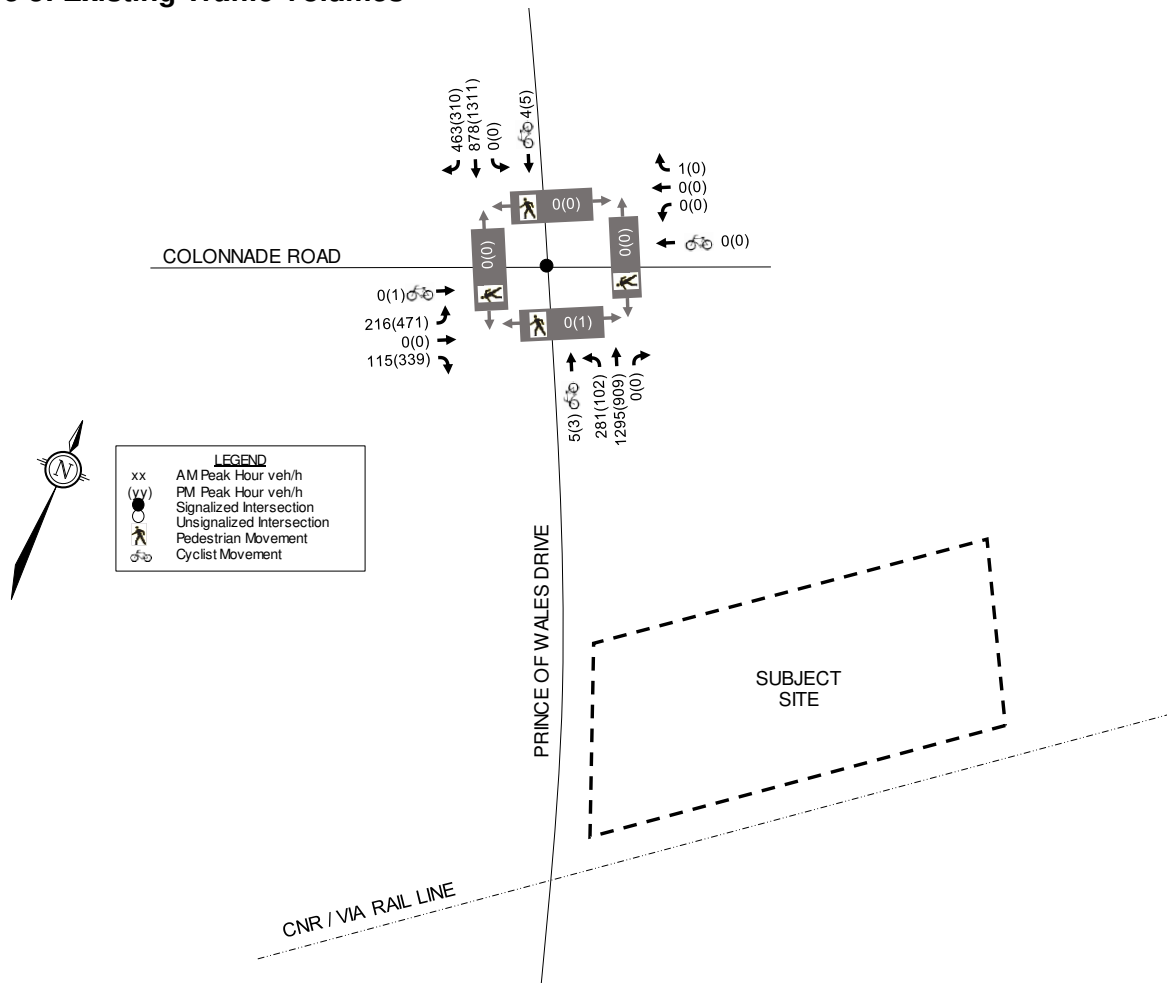 Existing Traffic Volumes
463(310)
878(1311)
0(0)
4(5)
1(0)
0(0)
0(0)
0(0)
0(0)
0(0)
0(0)
COLONNADE ROAD
0(1)
216(471)
0(0)
115(339)
0(1)
5(3)
281(102)
1295(909)
0(0)
N
LEGEND
xx AM Peak Hour veh/h
(yy) PM Peak Hour veh/h
Signalized Intersection
Unsignalized Intersection
Pedestrian Movement
Cyclist Movement
PRINCE OF WALES DRIVE
SUBJECT
SITE
CNR / VIA RAIL LINE